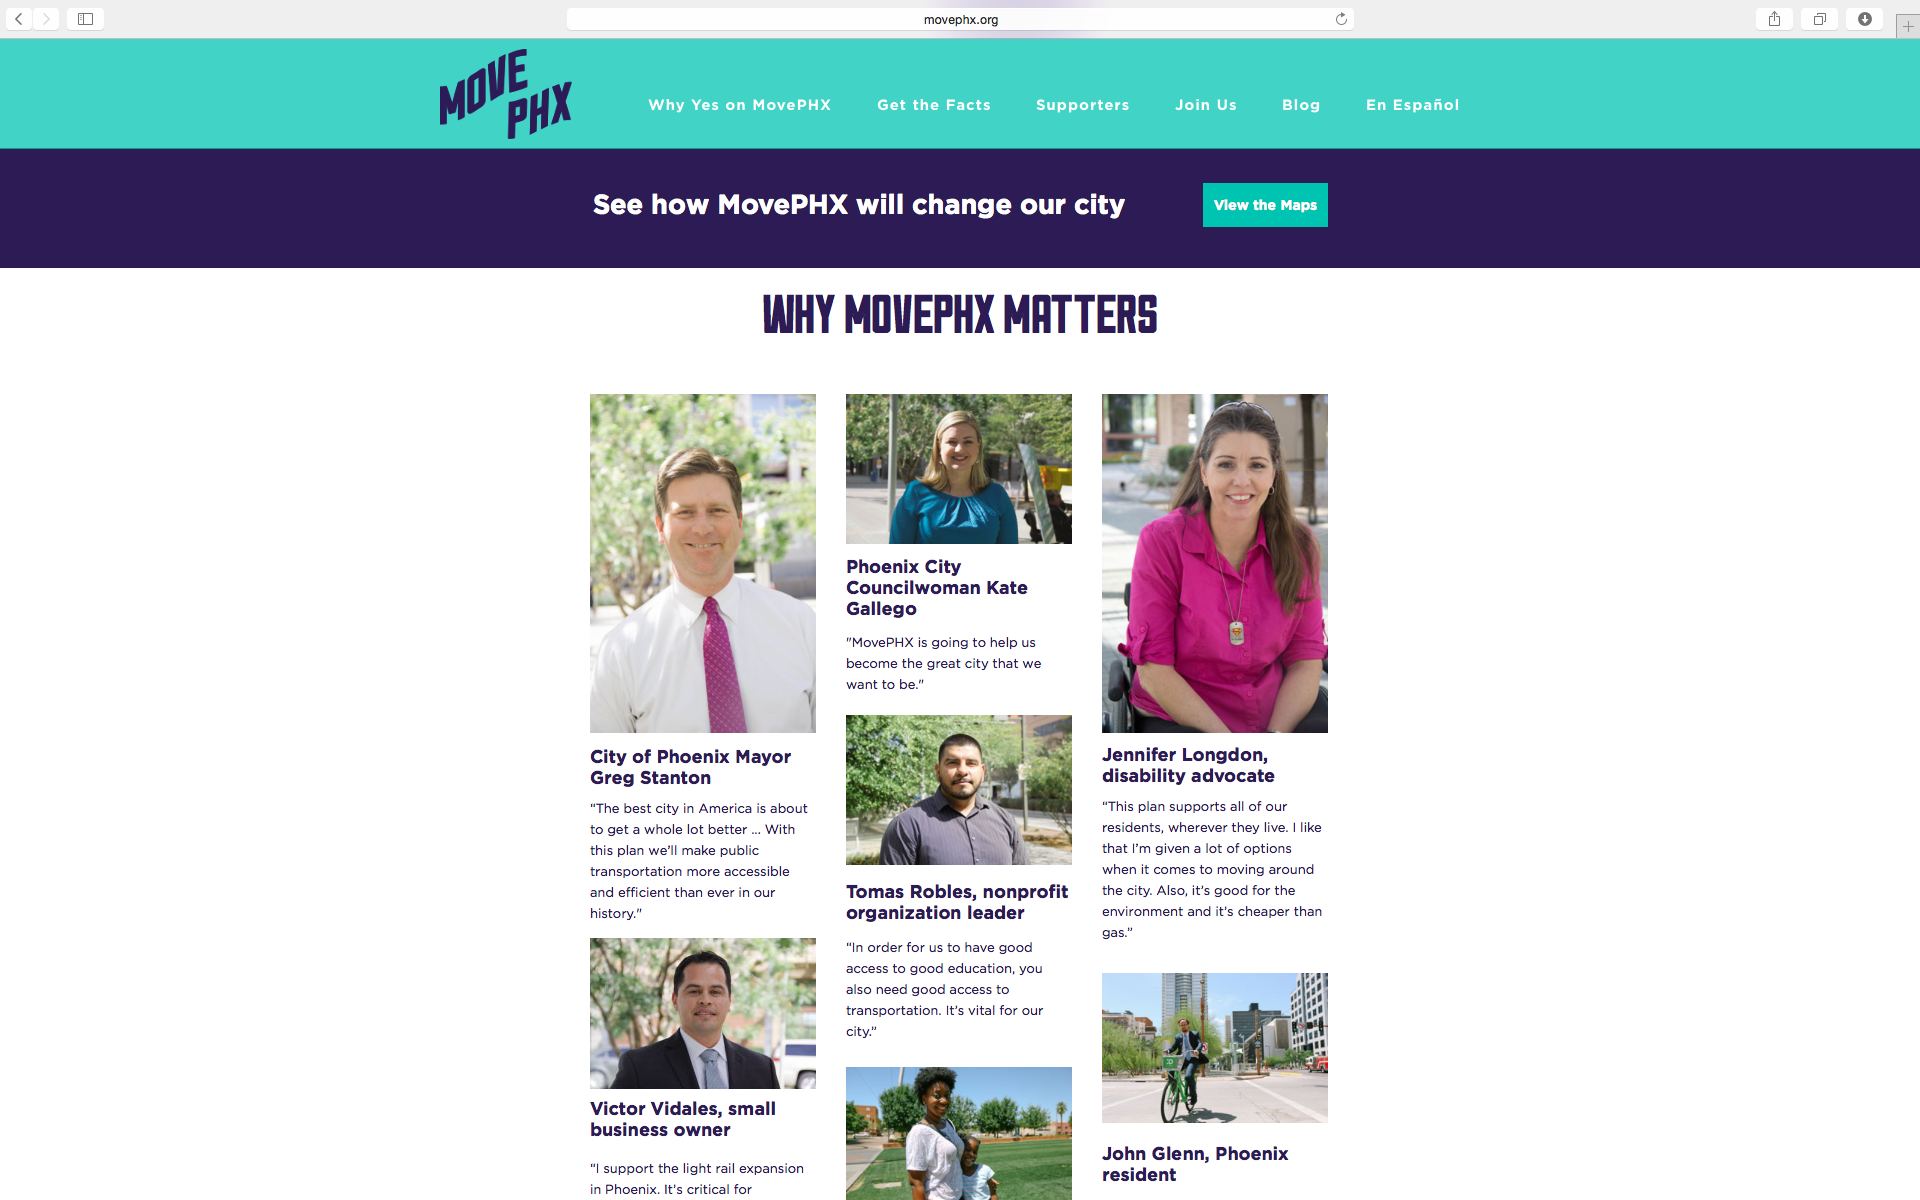 movephx.org
MOVE
PHX
Why Yes on MovePHX
Get the Facts
Supporters
Join Us
Blog
En Español
See how MovePHX will change our city
View the Maps
WHY MOVEPHX MATTERS
City of Phoenix Mayor
Greg Stanton
“The best city in America is about
to get a whole lot better ... With
this plan we’ll make public
transportation more accessible
and efficient than ever in our
history."
Victor Vidales, small
business owner
“I support the light rail expansion
in Phoenix. It’s critical for
Phoenix City
Councilwoman Kate
Gallego
"MovePHX is going to help us
become the great city that we
want to be."
Tomas Robles, nonprofit
organization leader
“In order for us to have good
access to good education, you
also need good access to
transportation. It’s vital for our
city.”
Jennifer Longdon,
disability advocate
“This plan supports all of our
residents, wherever they live. I like
that I’m given a lot of options
when it comes to moving around
the city. Also, it’s good for the
environment and it’s cheaper than
gas.”
John Glenn, Phoenix
resident